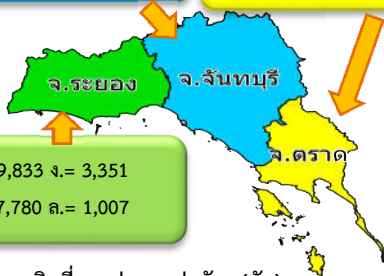 จ.ระยอง
จ.จันทบุรี
จ.ตราด
9,833 ง.= 3,351
7,780 ล.= 1,007